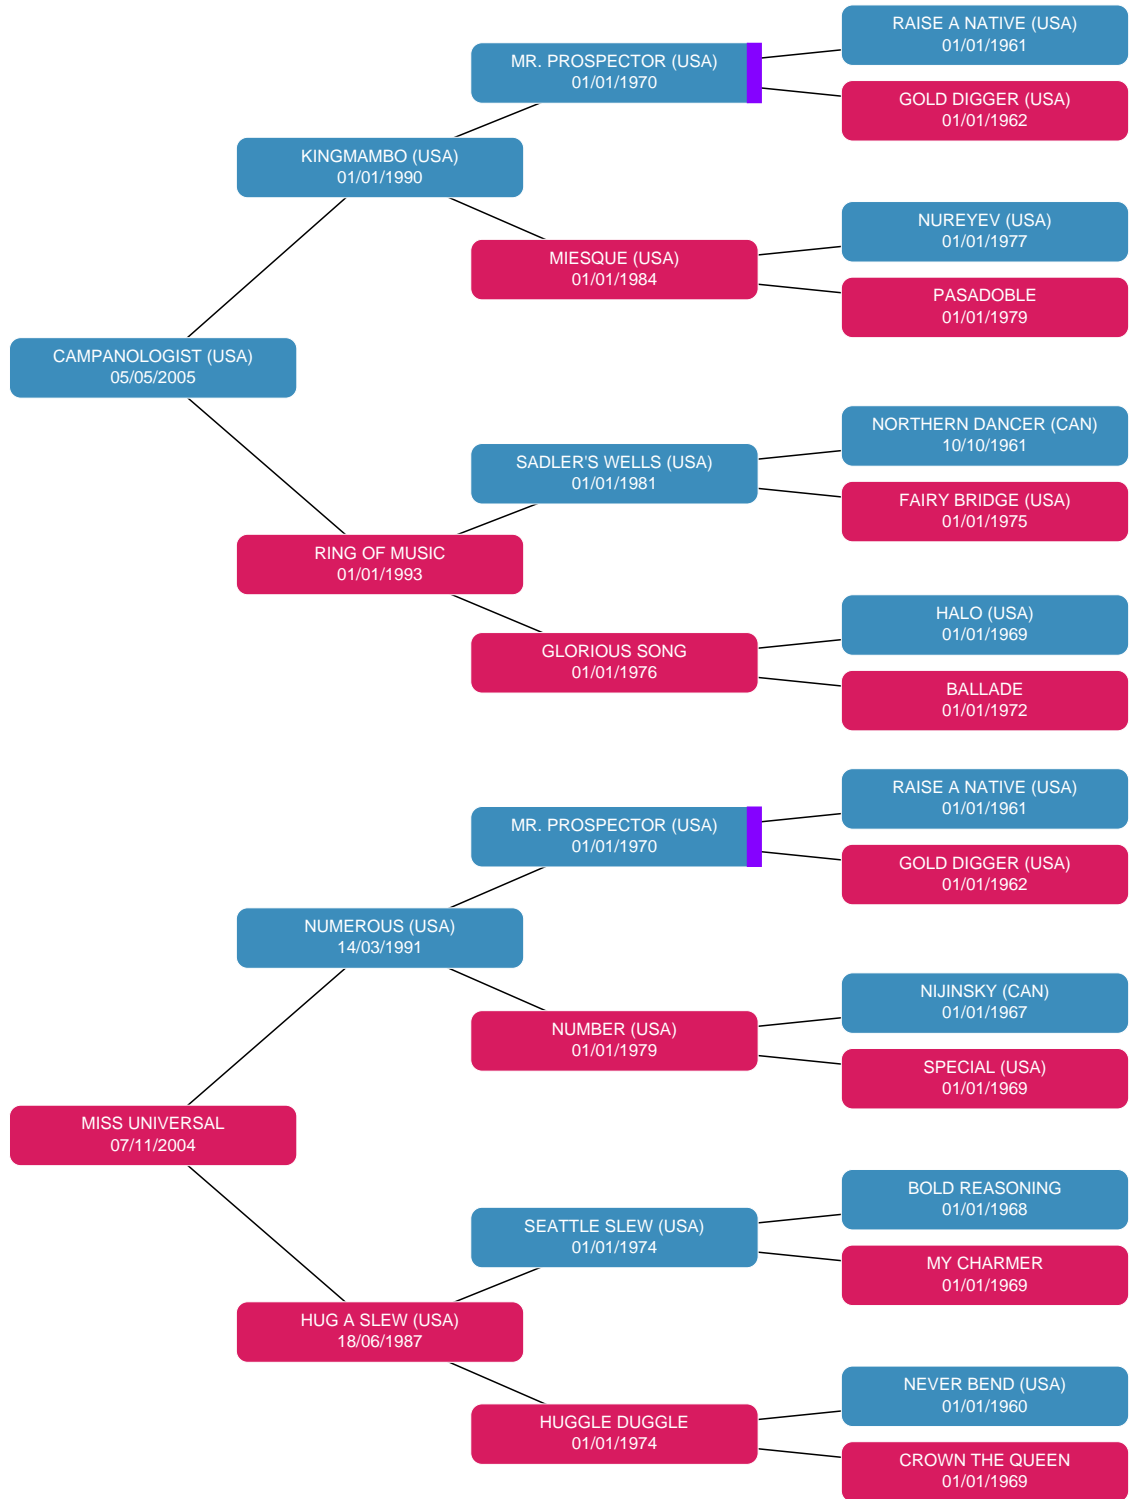 RAISE A NATIVE (USA)
01/01/1961
MR. PROSPECTOR (USA)
01/01/1970
GOLD DIGGER (USA)
01/01/1962
KINGMAMBO (USA)
01/01/1990
NUREYEV (USA)
01/01/1977
MIESQUE (USA)
01/01/1984
PASADOBLE
01/01/1979
CAMPANOLOGIST (USA)
05/05/2005
NORTHERN DANCER (CAN)
10/10/1961
SADLER'S WELLS (USA)
01/01/1981
FAIRY BRIDGE (USA)
01/01/1975
RING OF MUSIC
01/01/1993
HALO (USA)
01/01/1969
GLORIOUS SONG
01/01/1976
BALLADE
01/01/1972
RAISE A NATIVE (USA)
01/01/1961
MR. PROSPECTOR (USA)
01/01/1970
GOLD DIGGER (USA)
01/01/1962
NUMEROUS (USA)
14/03/1991
NIJINSKY (CAN)
01/01/1967
NUMBER (USA)
01/01/1979
SPECIAL (USA)
01/01/1969
MISS UNIVERSAL
07/11/2004
BOLD REASONING
01/01/1968
SEATTLE SLEW (USA)
01/01/1974
MY CHARMER
01/01/1969
HUG A SLEW (USA)
18/06/1987
NEVER BEND (USA)
01/01/1960
HUGGLE DUGGLE
01/01/1974
CROWN THE QUEEN
01/01/1969